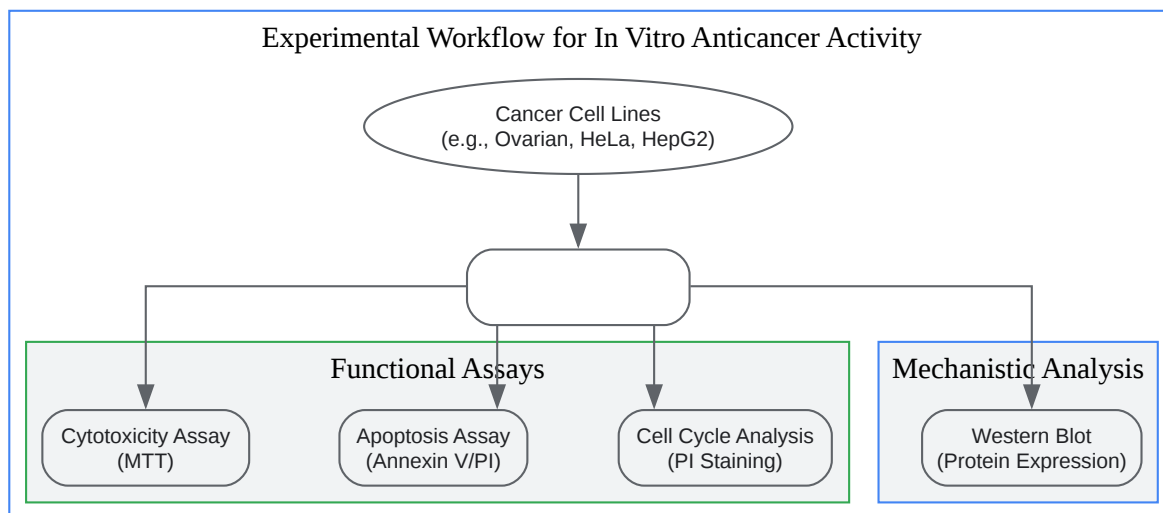 Experimental Workflow for In Vitro Anticancer Activity
Cancer Cell Lines
(e.g., Ovarian, HeLa, HepG2)
Functional Assays
Mechanistic Analysis
Cytotoxicity Assay
(MTT)
Apoptosis Assay
(Annexin V/PI)
Cell Cycle Analysis
(PI Staining)
Western Blot
(Protein Expression)